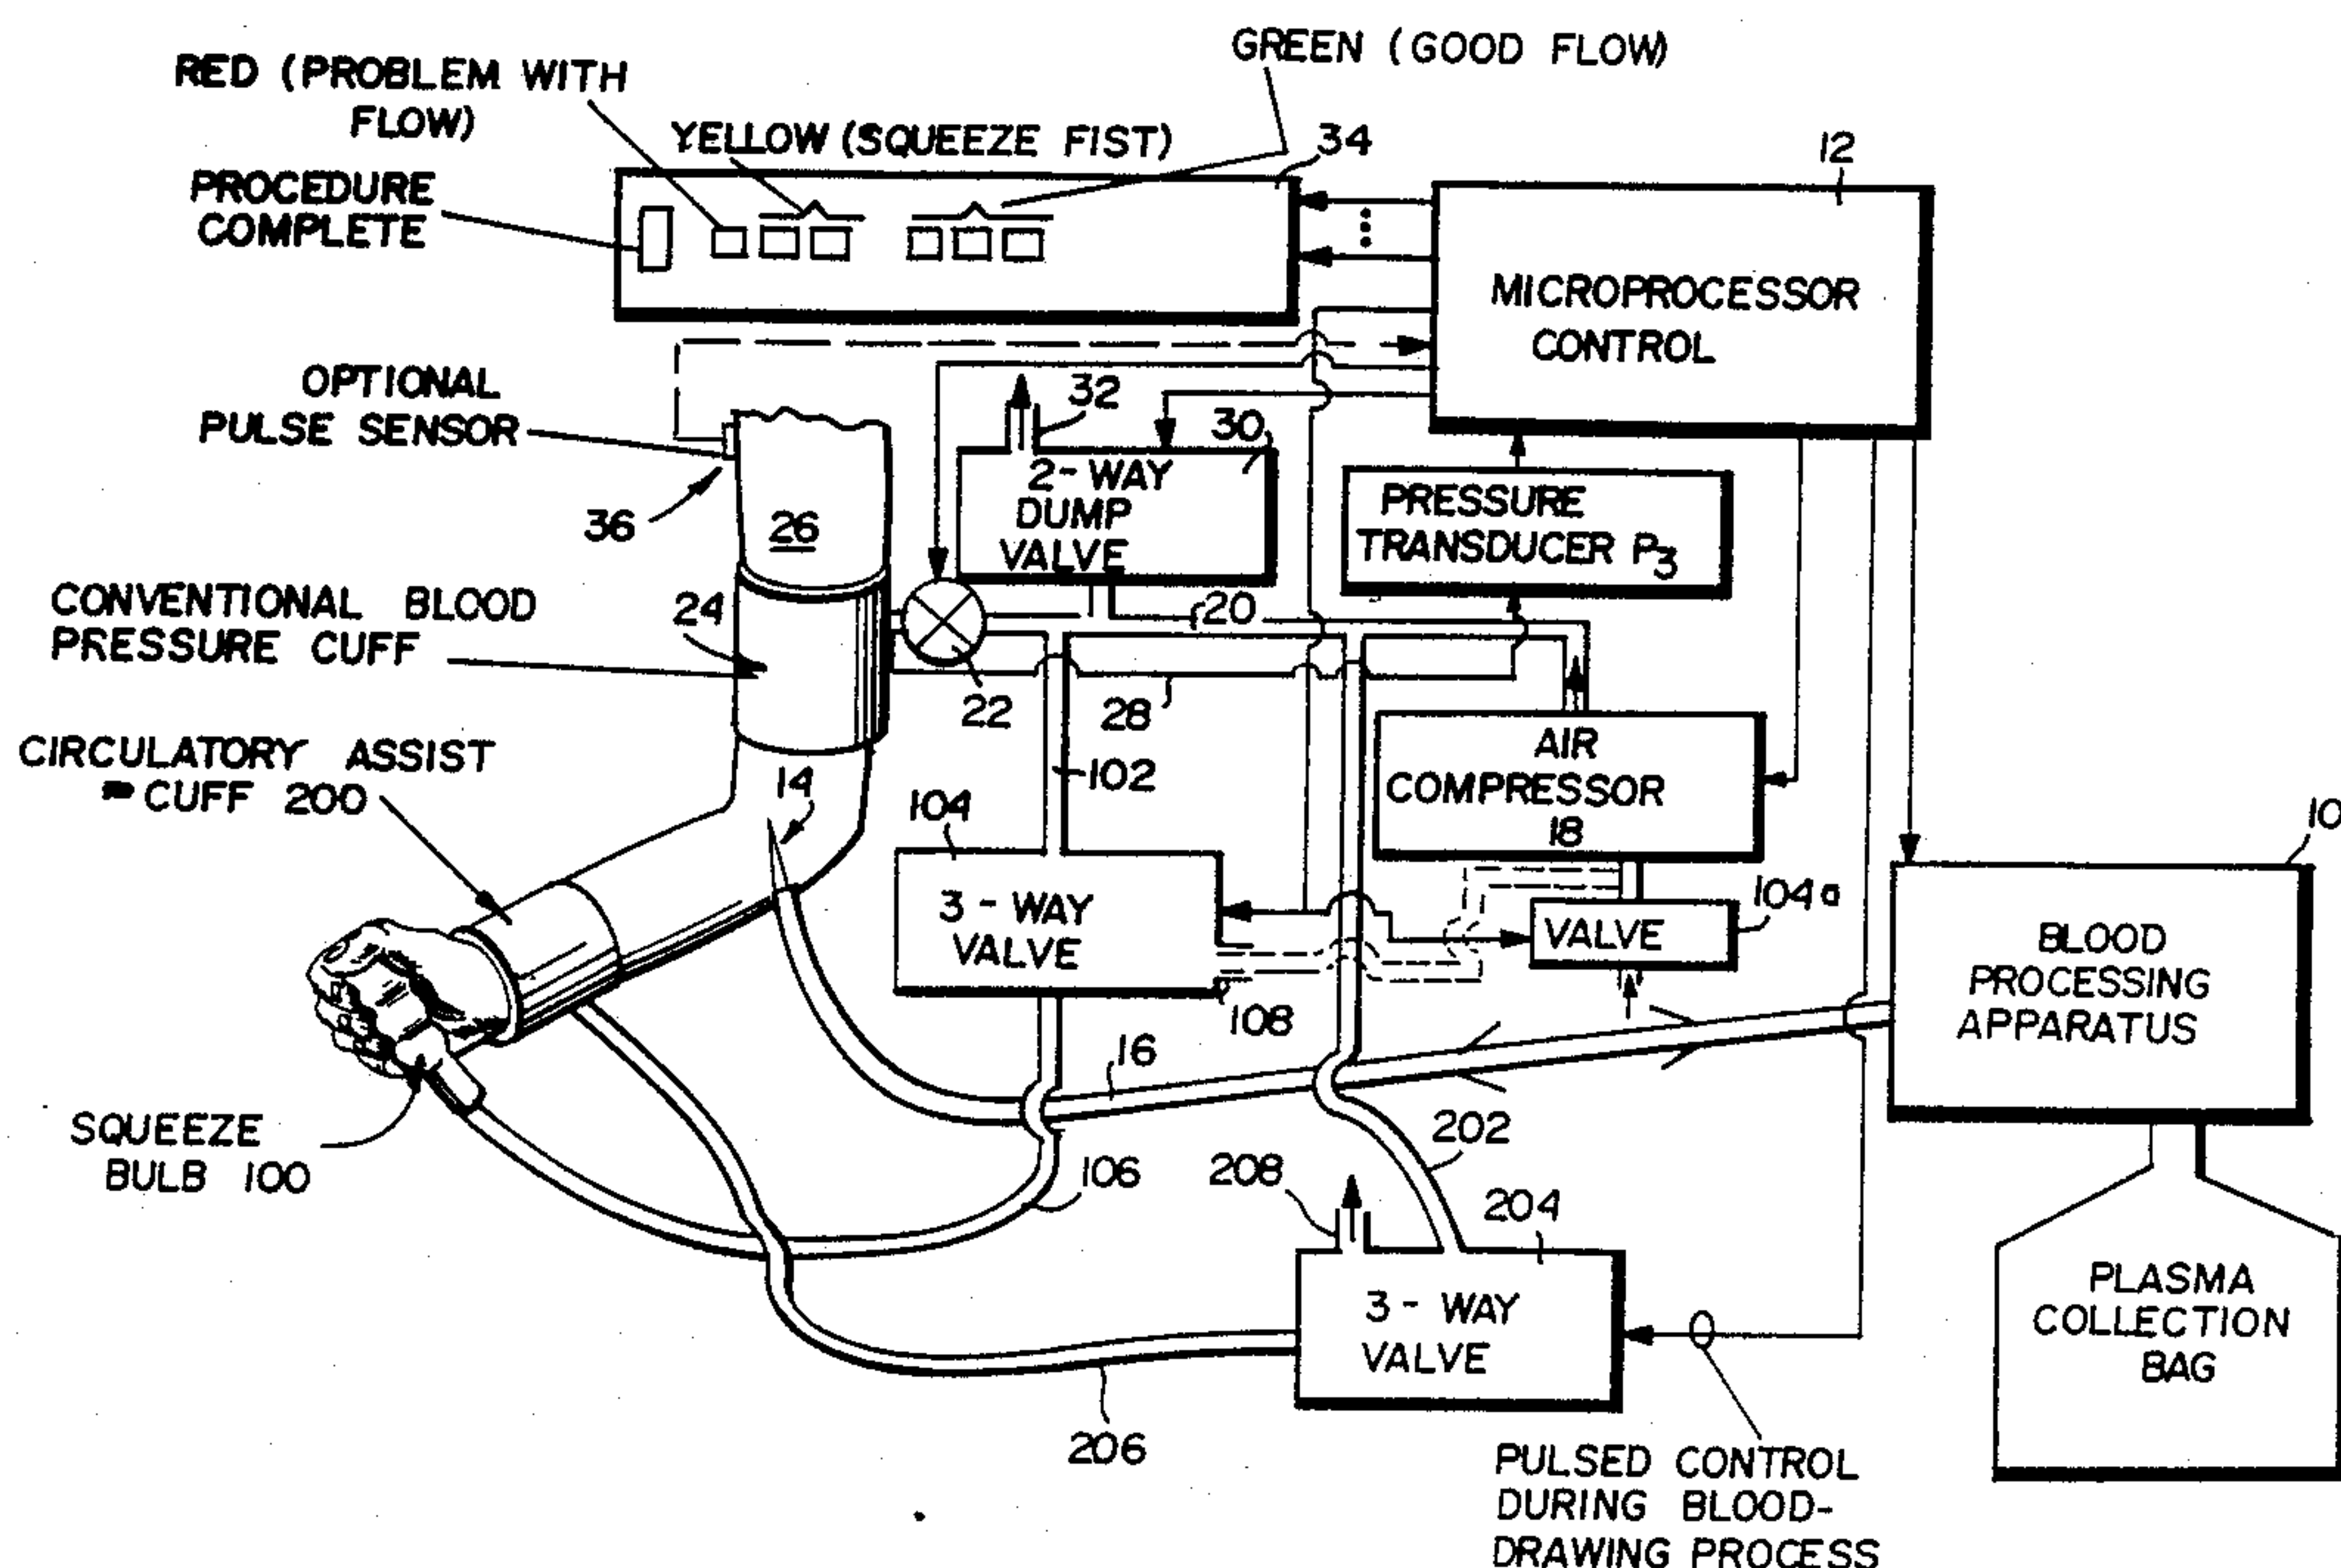 GREEN (GOOD FLOW)
RED (PROBLEM WITH
FLOW)
YELLOW (SQUEEZE FIST)
34
12
PROCEDURE
COMPLETE
MICROPROCESSOR
CONTROL
OPTIONAL
PULSE SENSOR
32
30
2-WAY
DUMP
VALVE
PRESSURE
TRANSDUCER P3
36
26
CONVENTIONAL BLOOD
PRESSURE CUFF
24
20
22
28
CIRCULATORY ASSIST
CUFF 200
14
102
104
AIR
COMPRESSOR
18
10
3-WAY
VALVE
VALVE
104a
BLOOD
PROCESSING
APPARATUS
108
16
SQUEEZE
BULB 100
202
106
208
204
3-WAY
VALVE
PLASMA
COLLECTION
BAG
206
PULSED CONTROL
DURING BLOOD-
DRAWING PROCESS